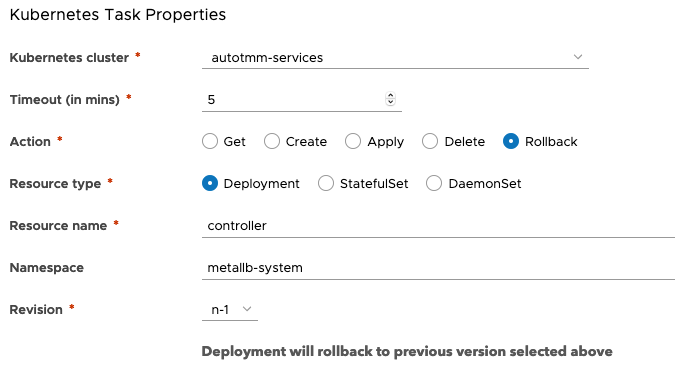 Kubernetes Task Properties
Kubernetes cluster * autotmm-services
Timeout (in mins) * 5
Action * Get Create Apply Delete Rollback
Resource type * Deployment StatefulSet DaemonSet
Resource name * controller
Namespace metallb-system
Revision * n-1
Deployment will rollback to previous version selected above